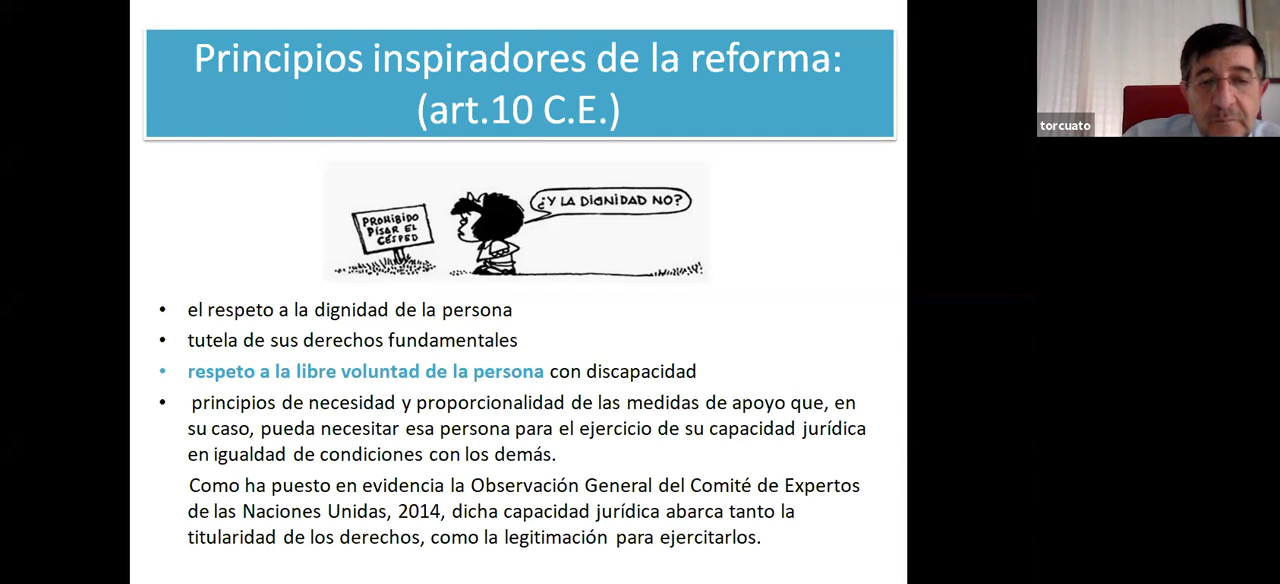 Principios inspiradores de la reforma:
(art.10 C.E.)
torcuato
PROHIBIDO
PISAR EL
CÉSPED
¿Y LA DIGNIDAD NO?
• el respeto a la dignidad de la persona
• tutela de sus derechos fundamentales
• respeto a la libre voluntad de la persona con discapacidad
• principios de necesidad y proporcionalidad de las medidas de apoyo que, en
su caso, pueda necesitar esa persona para el ejercicio de su capacidad jurídica
en igualdad de condiciones con los demás.
Como ha puesto en evidencia la Observación General del Comité de Expertos
de las Naciones Unidas, 2014, dicha capacidad jurídica abarca tanto la
titularidad de los derechos, como la legitimación para ejercitarlos.